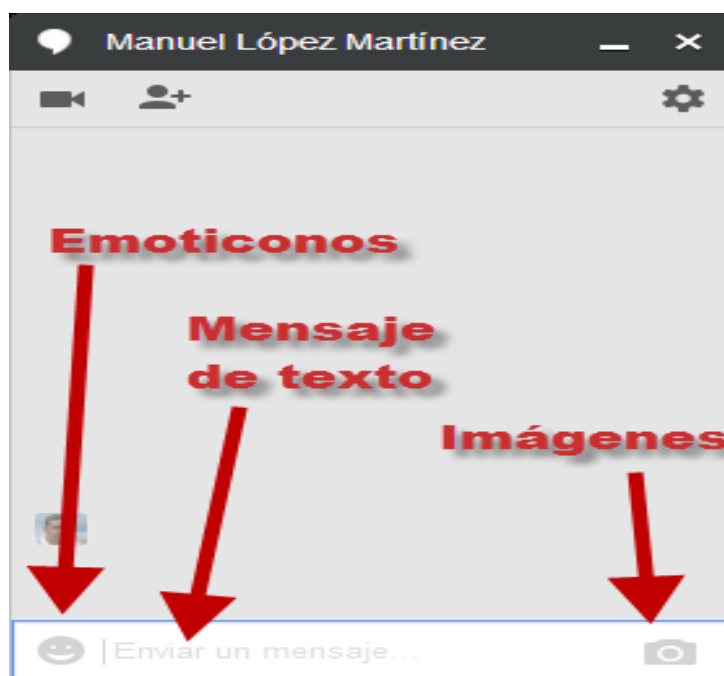 Manuel López Martínez
Emoticonos
Mensaje
de texto
Imágenes
Enviar un mensaje...